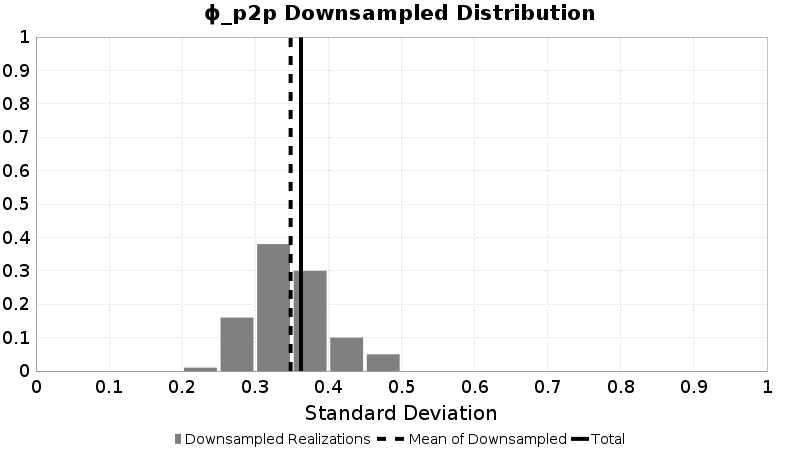 ϕ_p2p Downsampled Distribution
1
0.9
0.8
0.7
0.6
0.5
0.4
0.3
0.2
0.1
0
0 0.1 0.2 0.3 0.4 0.5 0.6 0.7 0.8 0.9 1
Standard Deviation
Downsampled Realizations Mean of Downsampled Total